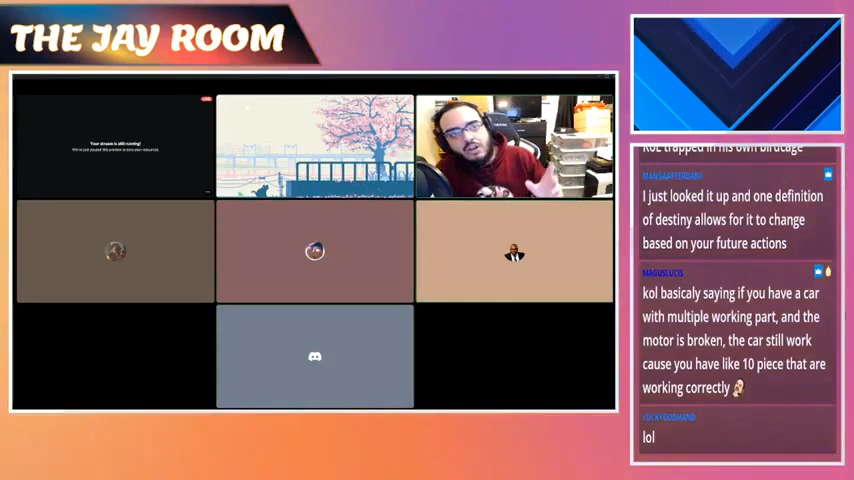 THE JAY ROOM
LIVE
Your stream is still running!
We've just paused this preview to save your resources.
KOL trapped in his own birdcage
MANGAAFTERDARK
I just looked it up and one definition
of destiny allows for it to change
based on your future actions
MAGUSLUCIS
kol basicaly saying if you have a car
with multiple working part, and the
motor is broken, the car still work
cause you have like 10 piece that are
working correctly
LUCKYGODHAND
lol